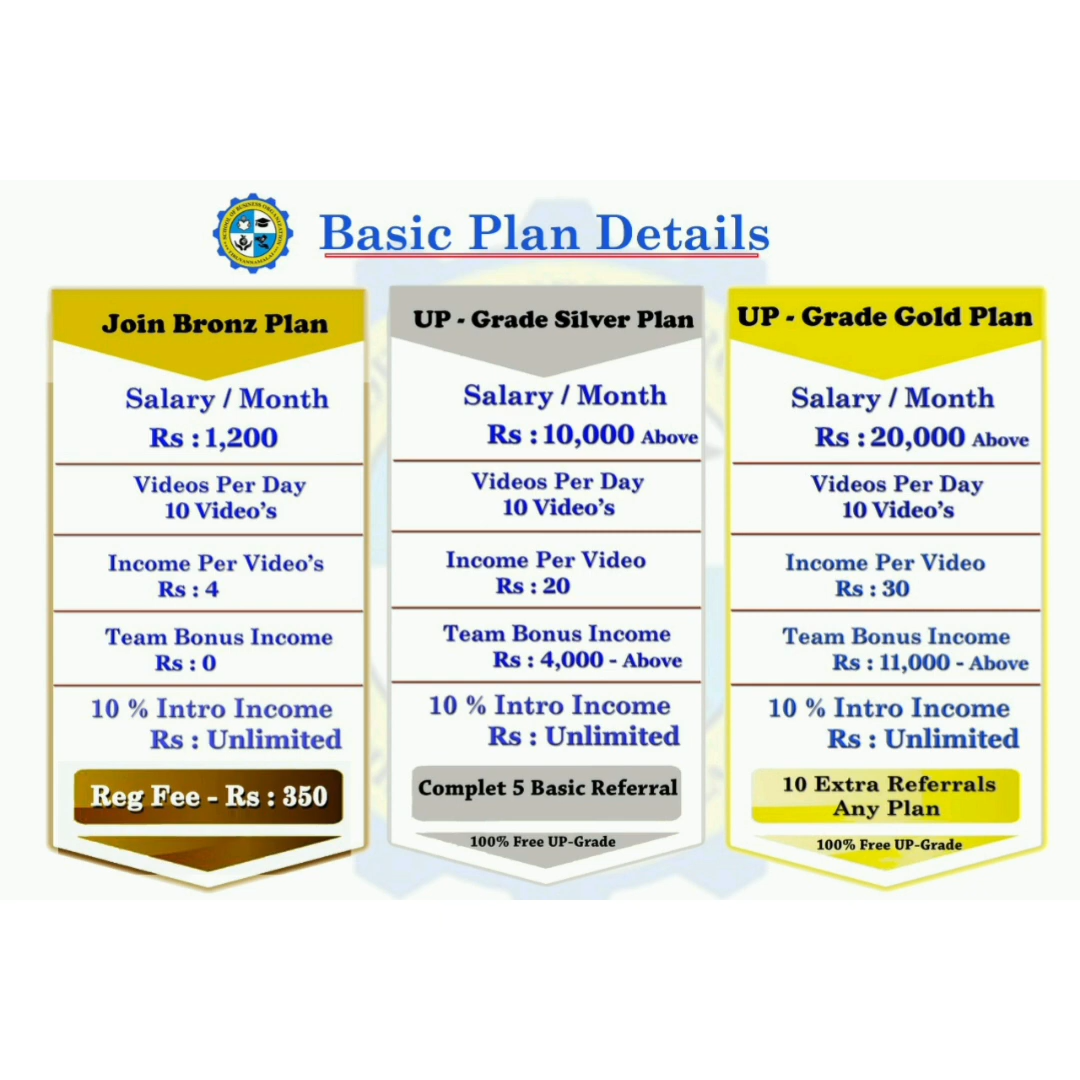 SCHOOL OF BUSINESS ORGANIZATION
TIRUVANNAMALAI
Basic Plan Details
Join Bronz Plan
Salary / Month
Rs : 1,200
Videos Per Day
10 Video's
Income Per Video's
Rs : 4
Team Bonus Income
Rs : 0
10 % Intro Income
Rs : Unlimited
Reg Fee - Rs : 350
UP - Grade Silver Plan
Salary / Month
Rs : 10,000 Above
Videos Per Day
10 Video's
Income Per Video
Rs : 20
Team Bonus Income
Rs : 4,000 - Above
10 % Intro Income
Rs : Unlimited
Complet 5 Basic Referral
100% Free UP-Grade
UP - Grade Gold Plan
Salary / Month
Rs : 20,000 Above
Videos Per Day
10 Video's
Income Per Video
Rs : 30
Team Bonus Income
Rs : 11,000 - Above
10 % Intro Income
Rs : Unlimited
10 Extra Referrals
Any Plan
100% Free UP-Grade